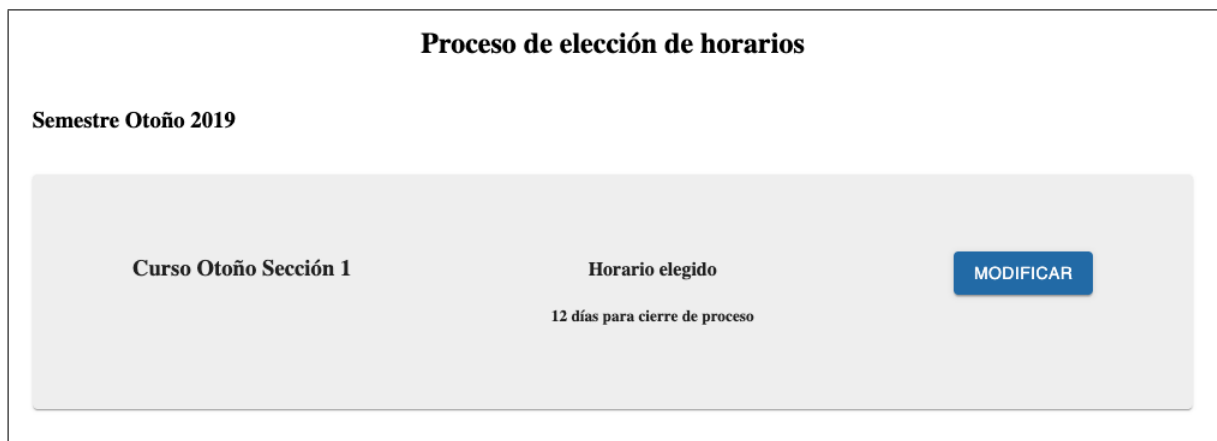 Proceso de elección de horarios
Semestre Otoño 2019
Curso Otoño Sección 1
Horario elegido
MODIFICAR
12 días para cierre de proceso